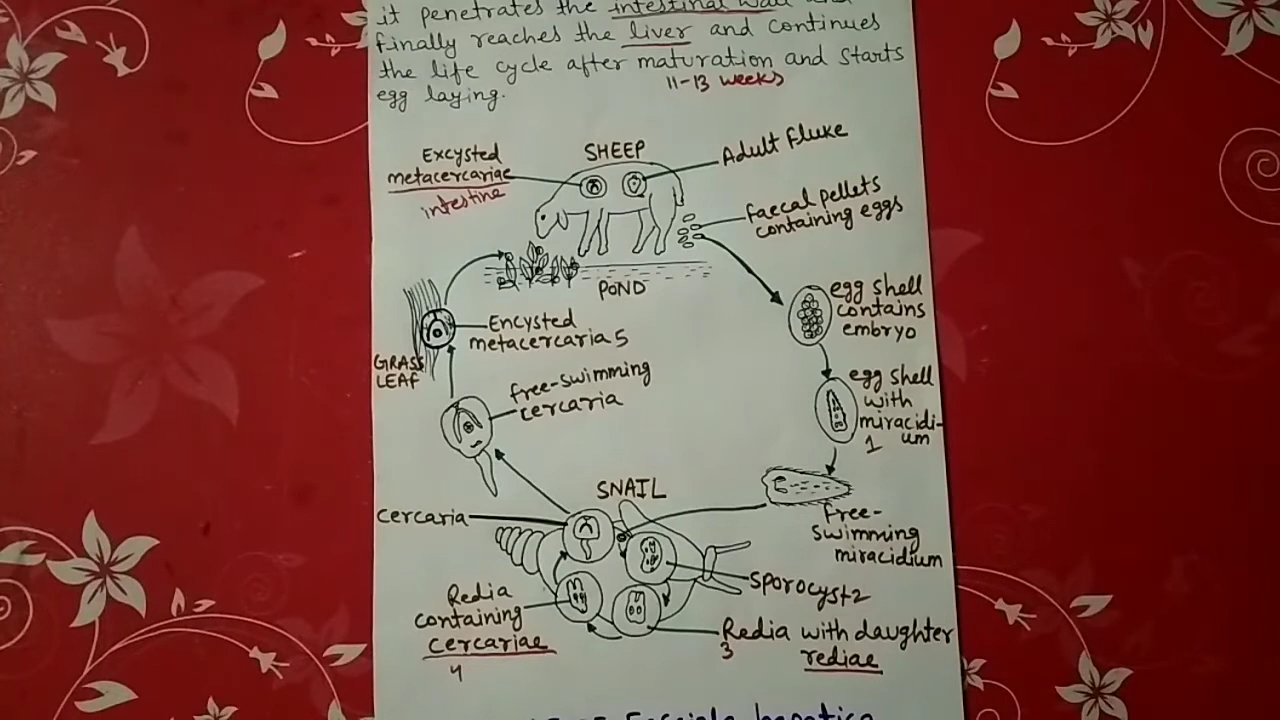 it penetrates the intestinal wall and
finally reaches the liver and continues
the life cycle after maturation and starts
egg laying.
11-13 weeks
Excysted
metacercariae
intestine
SHEEP
Adult Fluke
Faecal pellets
containing eggs
POND
egg shell
contains
embryo
Encysted
metacercaria 5
GRASS
LEAF
egg shell
with
miracidi-
um
1
free-swimming
cercaria
SNAIL
Cercaria
free-
swimming
miracidium
Sporocyst 2
Redia
containing
cercariae
4
Redia with daughter
3
rediae
Fasciola hepatica